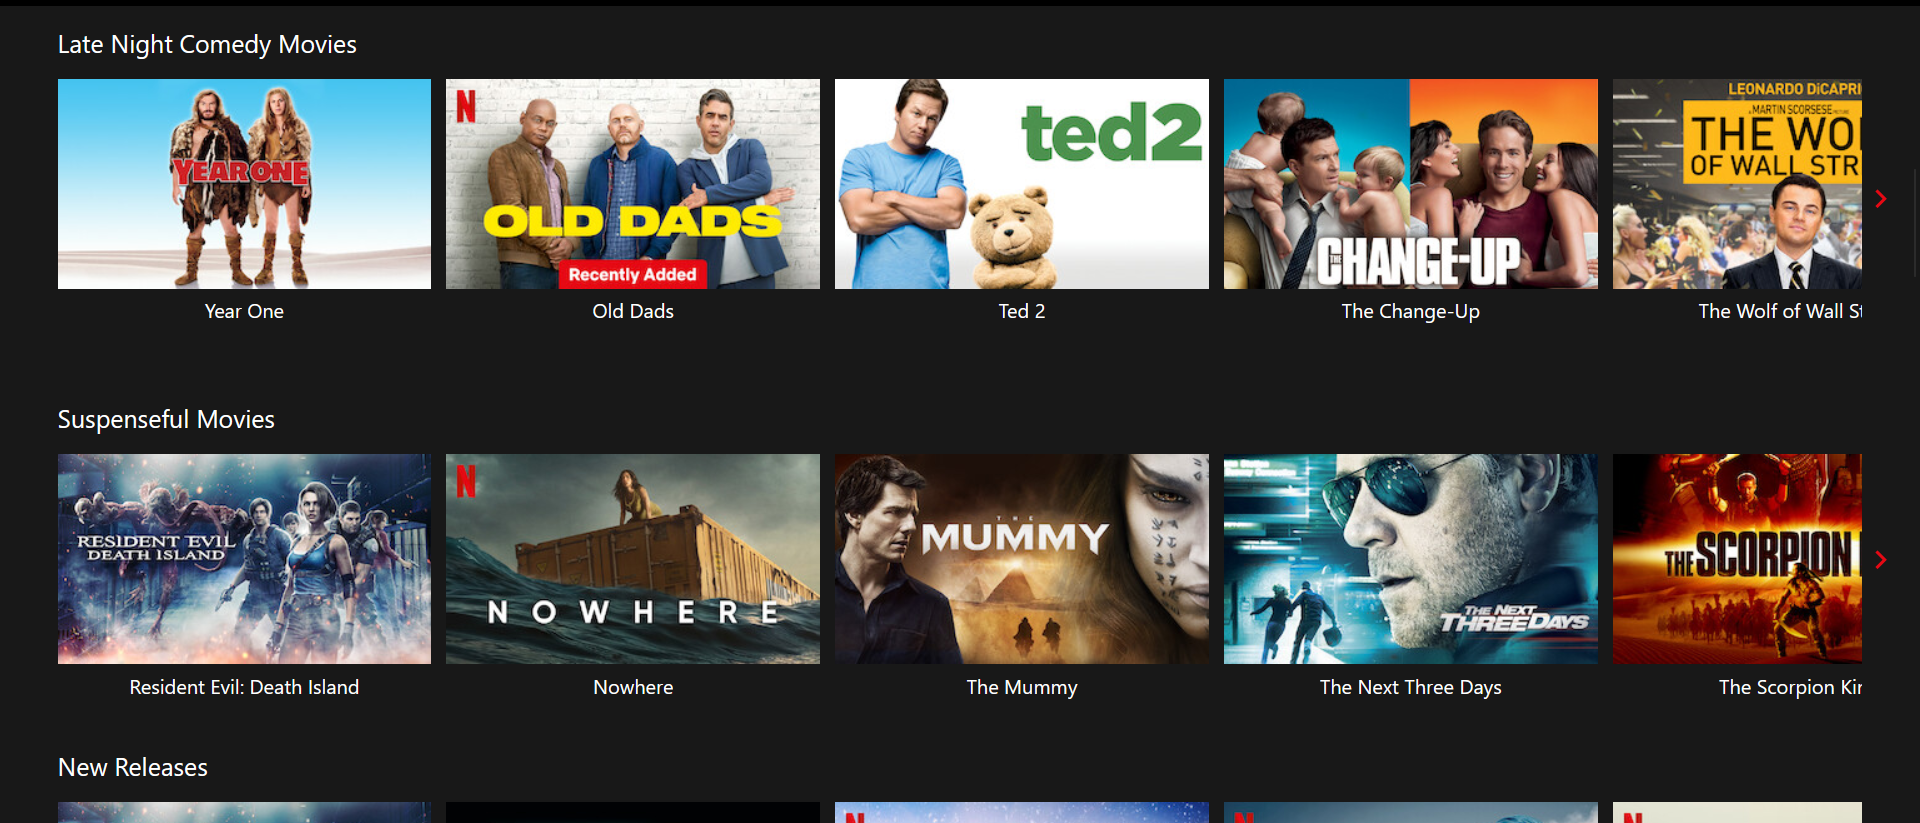 Late Night Comedy Movies
YEAR ONE
N
OLD DADS
Recently Added
ted2
THE CHANGE-UP
LEONARDO DiCAPRI
A MARTIN SCORSESE PICTURE
THE WO
OF WALL STR
Year One
Old Dads
Ted 2
The Change-Up
The Wolf of Wall St
Suspenseful Movies
RESIDENT EVIL
DEATH ISLAND
N
NOWHERE
THE
MUMMY
THE NEXT
THREE DAYS
THE SCORPION
Resident Evil: Death Island
Nowhere
The Mummy
The Next Three Days
The Scorpion Kin
New Releases
N
N
N